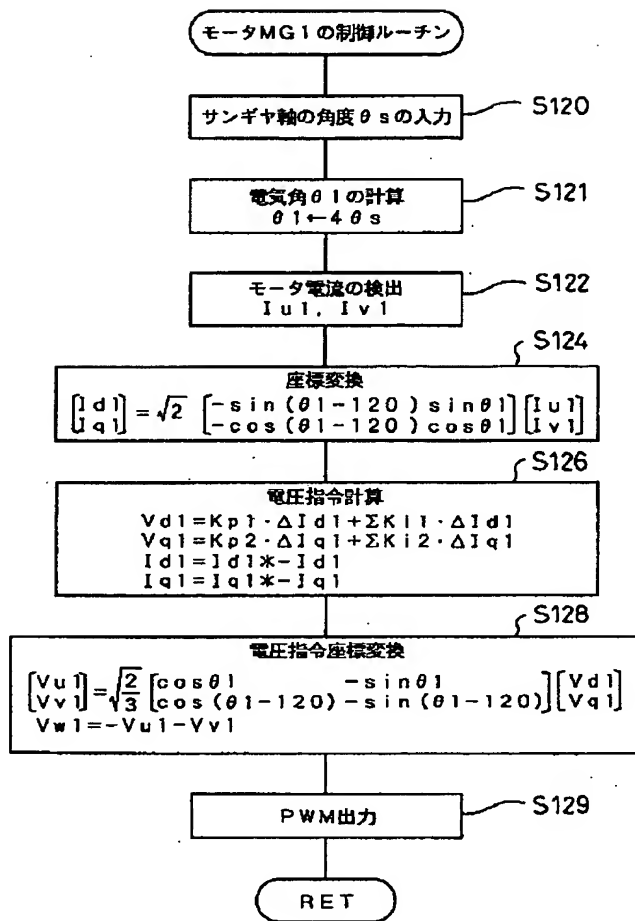 モータMG1の制御ルーチン
サンギヤ軸の角度θsの入力
S120
電気角θ1の計算
θ1←4θs
S121
モータ電流の検出
Iu1, Iv1
S122
S124
座標変換
[Id1] = √2 [-sin(θ1-120) sinθ1] [Iu1]
[Iq1] [-cos(θ1-120) cosθ1] [Iv1]
S126
電圧指令計算
Vd1=Kp1・ΔId1+ΣKi1・ΔId1
Vq1=Kp2・ΔIq1+ΣKi2・ΔIq1
Id1=Id1*-Id1
Iq1=Iq1*-Iq1
S128
電圧指令座標変換
[Vu1] = √2/3 [cosθ1 -sinθ1] [Vd1]
[Vv1] [cos(θ1-120) -sin(θ1-120)] [Vq1]
Vw1=-Vu1-Vv1
PWM出力
S129
RET